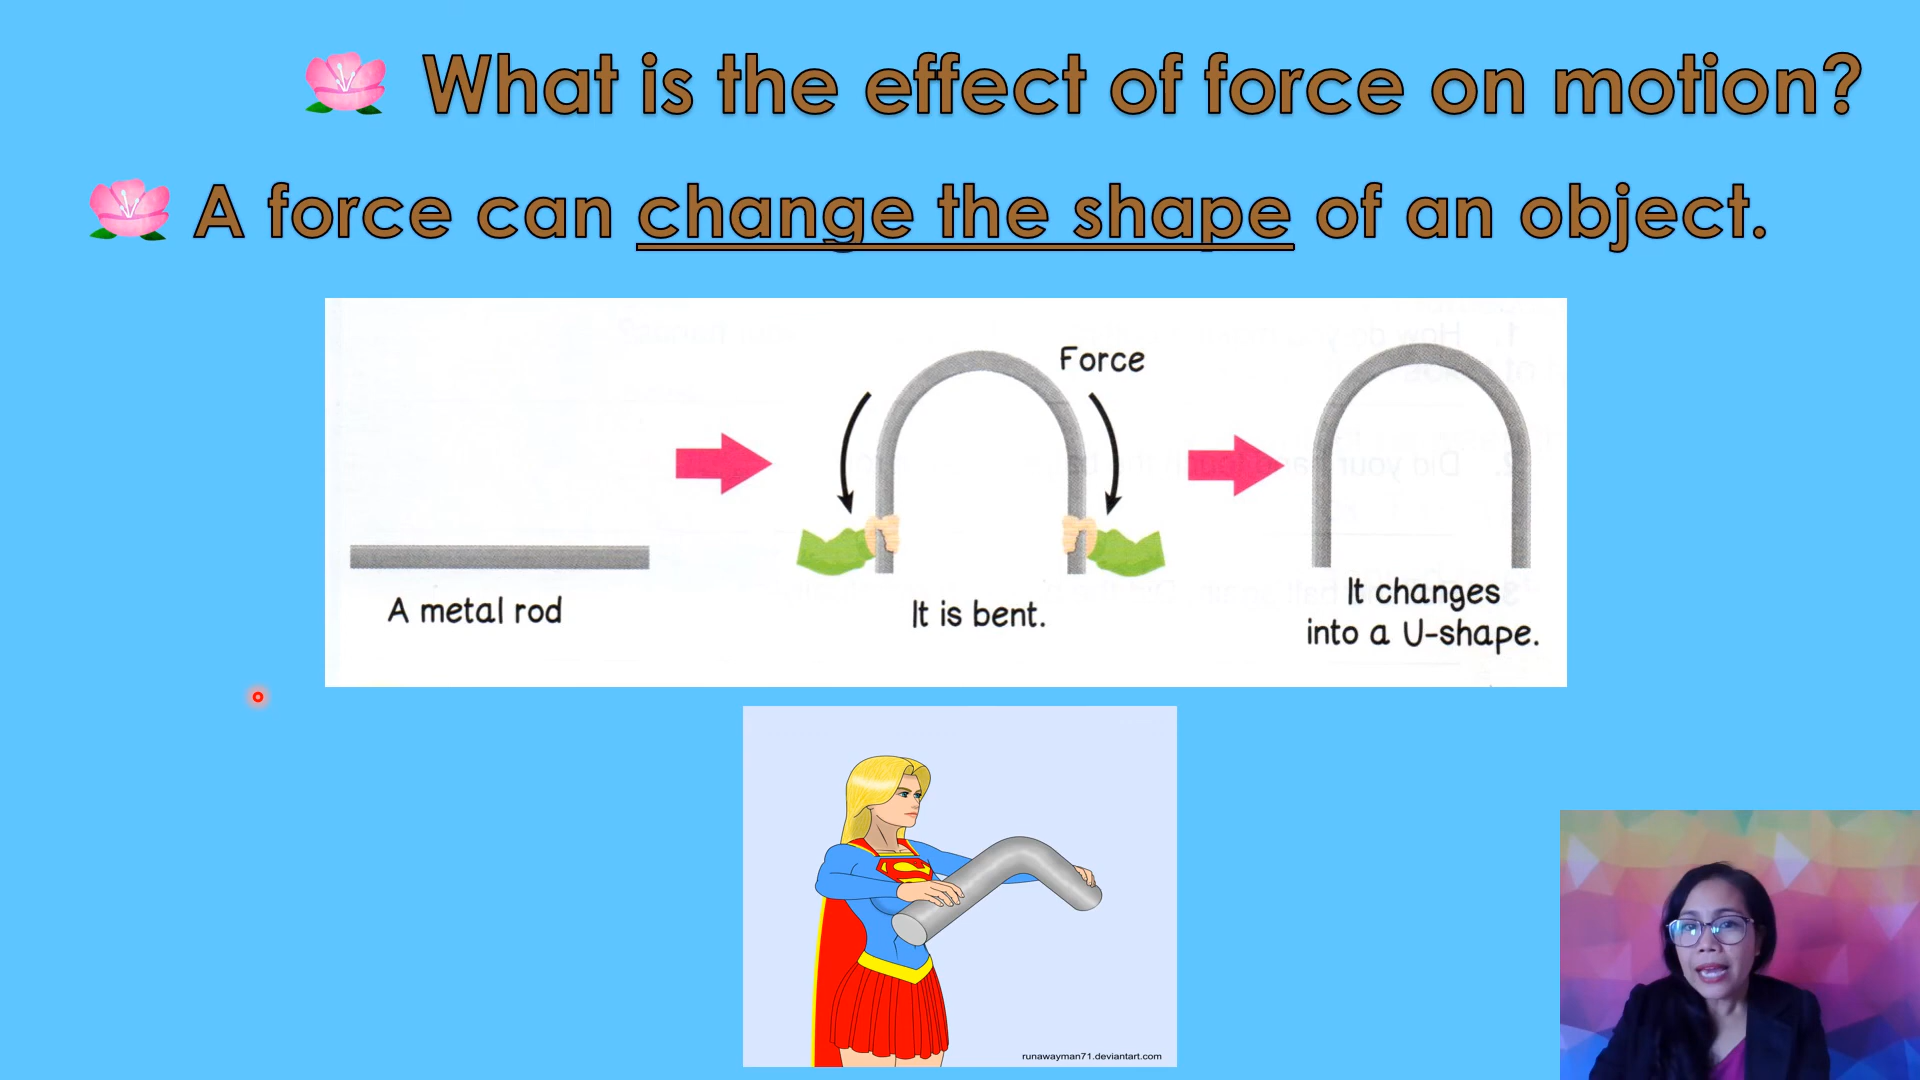 What is the effect of force on motion?
A force can change the shape of an object.
Force
A metal rod
It is bent.
It changes
into a U-shape.
runawayman71.deviantart.com